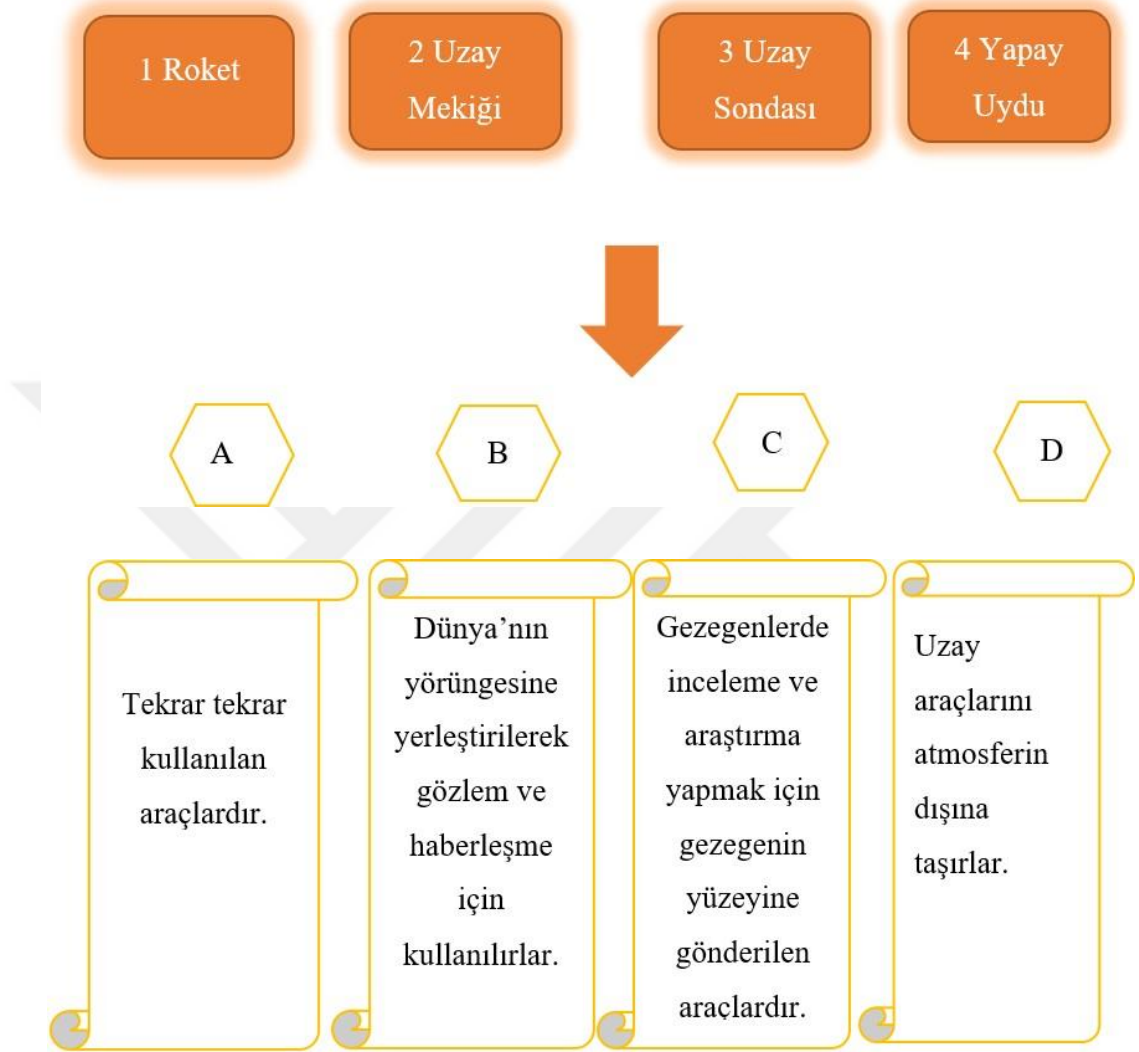 1 Roket
2 Uzay
Mekiği
3 Uzay
Sondası
4 Yapay
Uydu
A
B
C
D
Tekrar tekrar
kullanılan
araçlardır.
Dünya’nın
yörüngesine
yerleştirilerek
gözlem ve
haberleşme
için
kullanılırlar.
Gezegenlerde
inceleme ve
araştırma
yapmak için
gezegenin
yüzeyine
gönderilen
araçlardır.
Uzay
araçlarını
atmosferin
dışına
taşırlar.